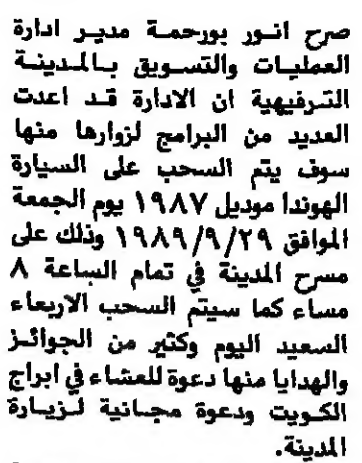 صرح انور بورحمة مدير ادارة
العمليات والتسويق بالمدينة
الترفيهية ان الادارة قد اعدت
العديد من البرامج لزوارها منها
سوف يتم السحب على السيارة
الهوندا موديل ١٩٨٧ يوم الجمعة
الموافق ١٩٨٩/٩/٢٩ وذلك على
مسرح المدينة في تمام الساعة ٨
مساء كما سيتم السحب الاربعاء
السعيد اليوم وكثير من الجوائز
والهدايا منها دعوة للعشاء في ابراج
الكويت ودعوة مجانية لزيارة
المدينة.